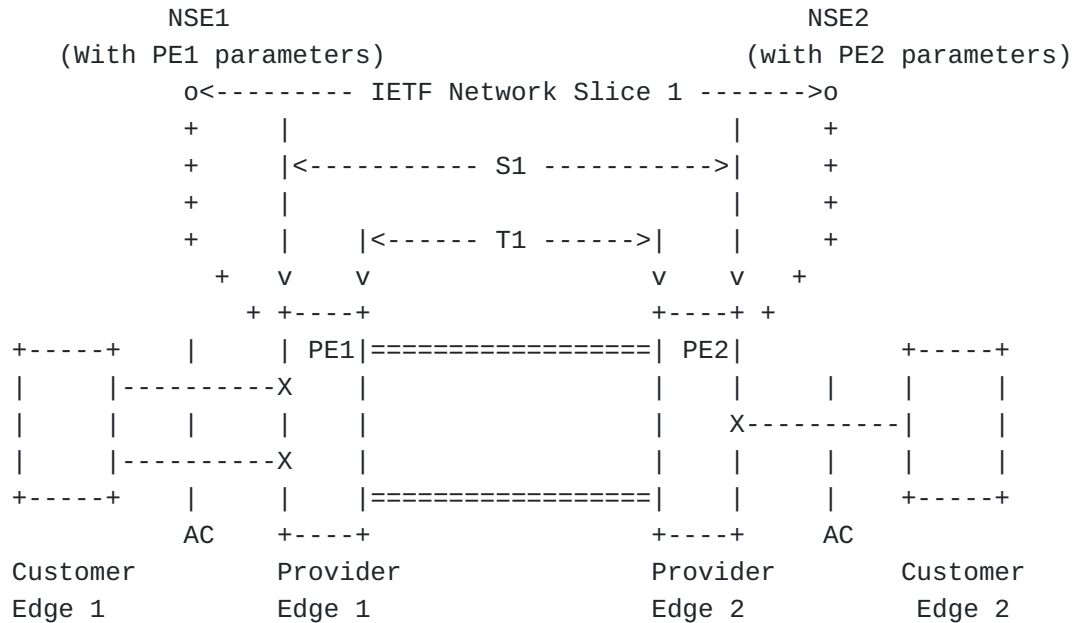 NSE1 NSE2
(With PE1 parameters) (with PE2 parameters)
o<--------- IETF Network Slice 1 ------->o
+ | | +
+ |<----------- S1 ----------->| +
+ | | +
+ | |<------ T1 ------>| | +
+ v v v v +
+ +----+ +----+ +
+-----+ | | PE1|==================| PE2| +-----+
| |----------X | | | | | |
| | | | | | X----------| |
| |----------X | | | | | |
+-----+ | | |==================| | | +-----+
AC +----+ +----+ AC
Customer Provider Provider Customer
Edge 1 Edge 1 Edge 2 Edge 2